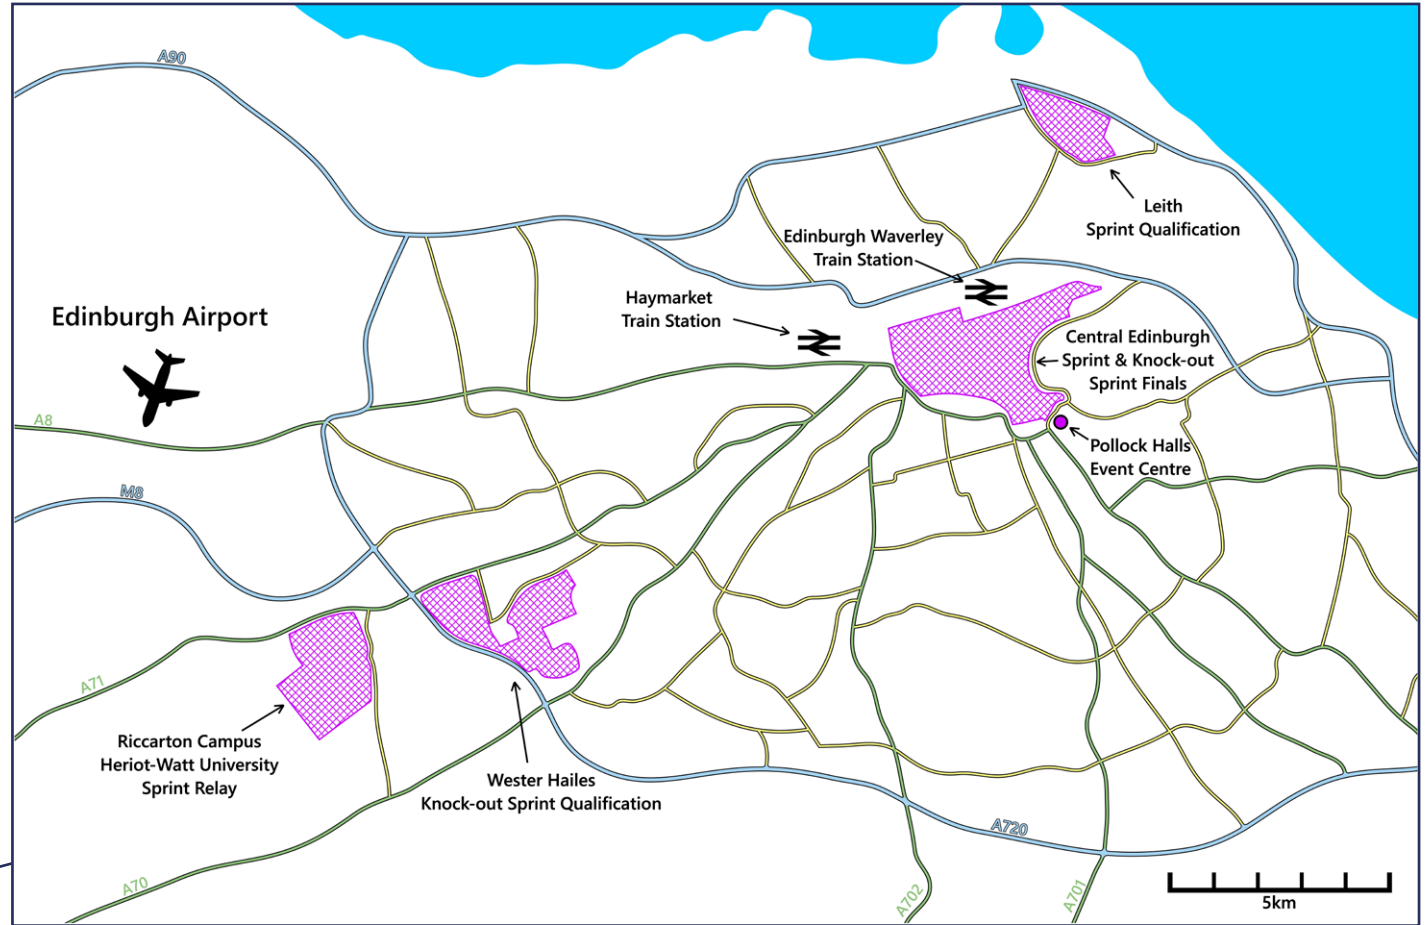 A90
Leith
Sprint Qualification
Edinburgh Waverley
Train Station
Haymarket
Train Station
Edinburgh Airport
Central Edinburgh
Sprint & Knock-out
Sprint Finals
A8
Pollock Halls
Event Centre
M8
A71
Riccarton Campus
Heriot-Watt University
Sprint Relay
Wester Hailes
Knock-out Sprint Qualification
A720
A70
A702
A701
5km